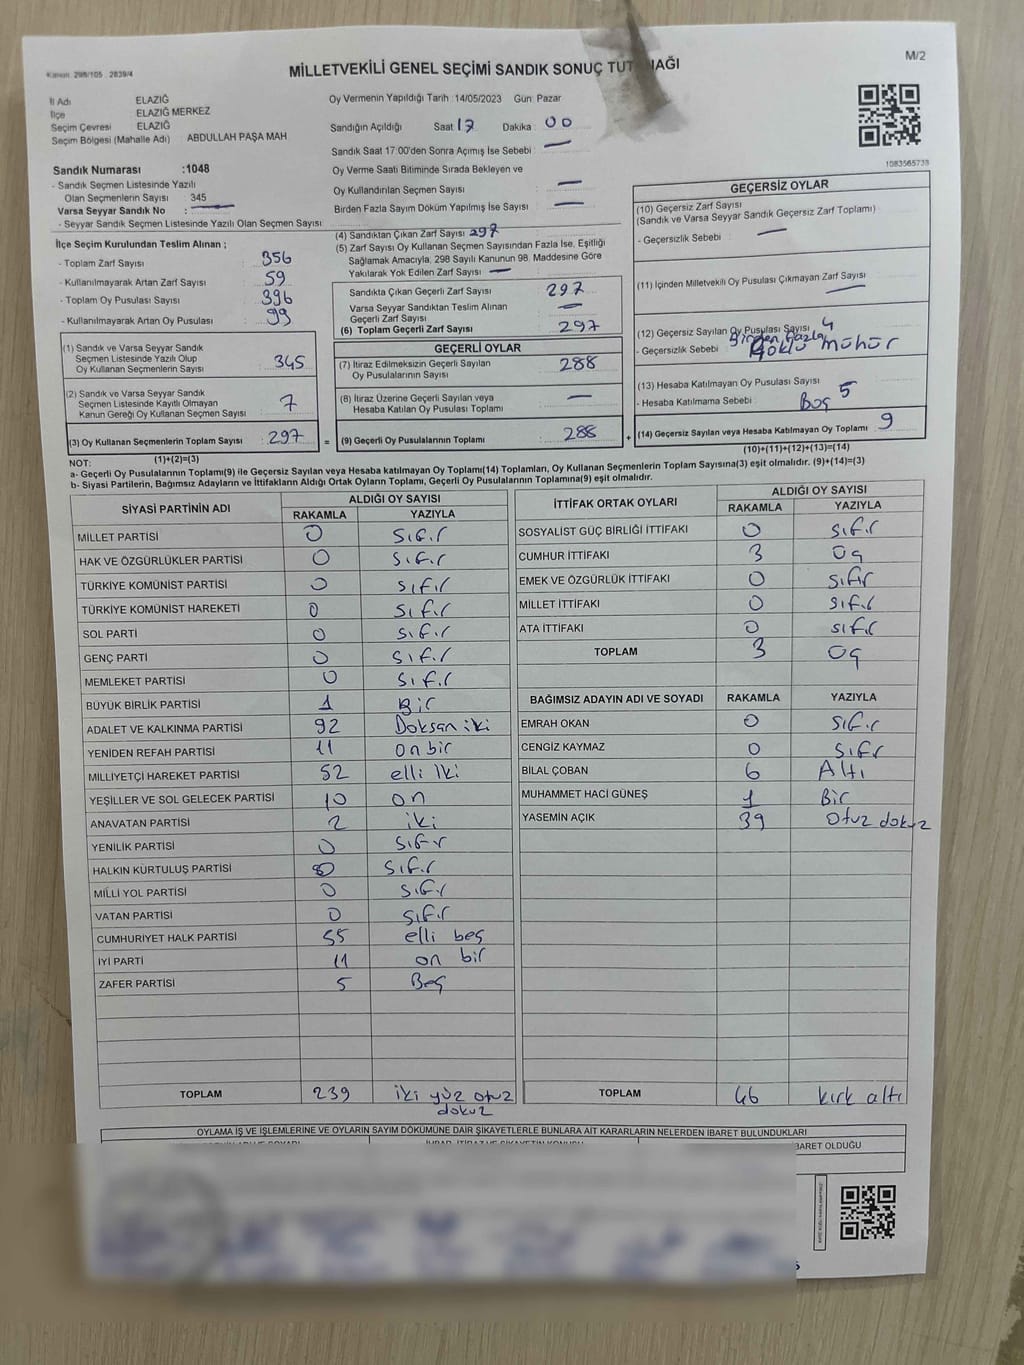 Kanun 298/105 2839/4
MİLLETVEKİLİ GENEL SEÇİMİ SANDIK SONUÇ TUT NAĞI
M/2
İl Adı ELAZIĞ
İlçe ELAZIĞ MERKEZ
Seçim Çevresi ELAZIĞ
Seçim Bölgesi (Mahalle Adı) ABDULLAH PAŞA MAH
Oy Vermenin Yapıldığı Tarih :14/05/2023 Gün: Pazar
Sandığın Açıldığı Saat 17 Dakika : 00
Sandık Saat 17:00'den Sonra Açımış İse Sebebi : —
Oy Verme Saati Bitiminde Sırada Bekleyen ve
Oy Kullandırılan Seçmen Sayısı : —
Birden Fazla Sayım Döküm Yapılmış İse Sayısı : —
1083565733
Sandık Numarası :1048
- Sandık Seçmen Listesinde Yazılı
Olan Seçmenlerin Sayısı : 345
Varsa Seyyar Sandık No : —
- Seyyar Sandık Seçmen Listesinde Yazılı Olan Seçmen Sayısı
İlçe Seçim Kurulundan Teslim Alınan ;
- Toplam Zarf Sayısı : 356
- Kullanılmayarak Artan Zarf Sayısı : 59
- Toplam Oy Pusulası Sayısı : 396
- Kullanılmayarak Artan Oy Pusulası : 99
(1) Sandık ve Varsa Seyyar Sandık
Seçmen Listesinde Yazılı Olup
Oy Kullanan Seçmenlerin Sayısı : 345
(2) Sandık ve Varsa Seyyar Sandık
Seçmen Listesinde Kayıtlı Olmayan
Kanun Gereği Oy Kullanan Seçmen Sayısı : 7
(3) Oy Kullanan Seçmenlerin Toplam Sayısı : 297
(1)+(2)=(3)
(4) Sandıktan Çıkan Zarf Sayısı : 297
(5) Zarf Sayısı Oy Kullanan Seçmen Sayısından Fazla İse, Eşitliği
Sağlamak Amacıyla, 298 Sayılı Kanunun 98. Maddesine Göre
Yakılarak Yok Edilen Zarf Sayısı : —
Sandıkta Çıkan Geçerli Zarf Sayısı : 297
Varsa Seyyar Sandıktan Teslim Alınan
Geçerli Zarf Sayısı : —
(6) Toplam Geçerli Zarf Sayısı : 297
GEÇERLİ OYLAR
(7) İtiraz Edilmeksizin Geçerli Sayılan
Oy Pusulalarının Sayısı : 288
(8) İtiraz Üzerine Geçerli Sayılan veya
Hesaba Katılan Oy Pusulası Toplamı : —
= (9) Geçerli Oy Pusulalarının Toplamı : 288
GEÇERSİZ OYLAR
(10) Geçersiz Zarf Sayısı
(Sandık ve Varsa Seyyar Sandık Geçersiz Zarf Toplamı)
- Geçersizlik Sebebi : —
(11) İçinden Milletvekili Oy Pusulası Çıkmayan Zarf Sayısı
—
(12) Geçersiz Sayılan Oy Pusulası Sayısı 4
- Geçersizlik Sebebi Birden fazla
mühür
(13) Hesaba Katılmayan Oy Pusulası Sayısı 5
- Hesaba Katılmama Sebebi : Boş
+ (14) Geçersiz Sayılan veya Hesaba Katılmayan Oy Toplamı : 9
(10)+(11)+(12)+(13)=(14)
NOT:
a- Geçerli Oy Pusulalarının Toplamı(9) ile Geçersiz Sayılan veya Hesaba katılmayan Oy Toplamı(14) Toplamları, Oy Kullanan Seçmenlerin Toplam Sayısına(3) eşit olmalıdır. (9)+(14)=(3)
b- Siyasi Partilerin, Bağımsız Adayların ve İttifakların Aldığı Ortak Oyların Toplamı, Geçerli Oy Pusulalarının Toplamına(9) eşit olmalıdır.
SİYASİ PARTİNİN ADI ALDIĞI OY SAYISI
RAKAMLA YAZIYLA
MİLLET PARTİSİ 0 Sıfır
HAK VE ÖZGÜRLÜKLER PARTİSİ 0 Sıfır
TÜRKİYE KOMÜNİST PARTİSİ 0 Sıfır
TÜRKİYE KOMÜNİST HAREKETİ 0 Sıfır
SOL PARTİ 0 Sıfır
GENÇ PARTİ 0 Sıfır
MEMLEKET PARTİSİ 0 Sıfır
BÜYÜK BİRLİK PARTİSİ 1 Bir
ADALET VE KALKINMA PARTİSİ 92 Doksan iki
YENİDEN REFAH PARTİSİ 11 on bir
MİLLİYETÇİ HAREKET PARTİSİ 52 elli iki
YEŞİLLER VE SOL GELECEK PARTİSİ 10 on
ANAVATAN PARTİSİ 2 iki
YENİLİK PARTİSİ 0 Sıfır
HALKIN KURTULUŞ PARTİSİ 0 Sıfır
MİLLİ YOL PARTİSİ 0 Sıfır
VATAN PARTİSİ 0 Sıfır
CUMHURİYET HALK PARTİSİ 55 elli beş
İYİ PARTİ 11 on bir
ZAFER PARTİSİ 5 Beş
TOPLAM 239 iki yüz otuz
dokuz
İTTİFAK ORTAK OYLARI ALDIĞI OY SAYISI
RAKAMLA YAZIYLA
SOSYALİST GÜÇ BİRLİĞİ İTTİFAKI 0 Sıfır
CUMHUR İTTİFAKI 3 Üç
EMEK VE ÖZGÜRLÜK İTTİFAKI 0 Sıfır
MİLLET İTTİFAKI 0 Sıfır
ATA İTTİFAKI 0 Sıfır
TOPLAM 3 Üç
BAĞIMSIZ ADAYIN ADI VE SOYADI RAKAMLA YAZIYLA
EMRAH OKAN 0 Sıfır
CENGİZ KAYMAZ 0 Sıfır
BİLAL ÇOBAN 6 Altı
MUHAMMET HACI GÜNEŞ 1 Bir
YASEMİN AÇIK 39 Otuz dokuz
TOPLAM 46 kırk altı
OYLAMA İŞ VE İŞLEMLERİNE VE OYLARIN SAYIM DÖKÜMÜNE DAİR ŞİKAYETLERLE BUNLARA AİT KARARLARIN NELERDEN İBARET BULUNDUKLARI
BARET OLDUĞU